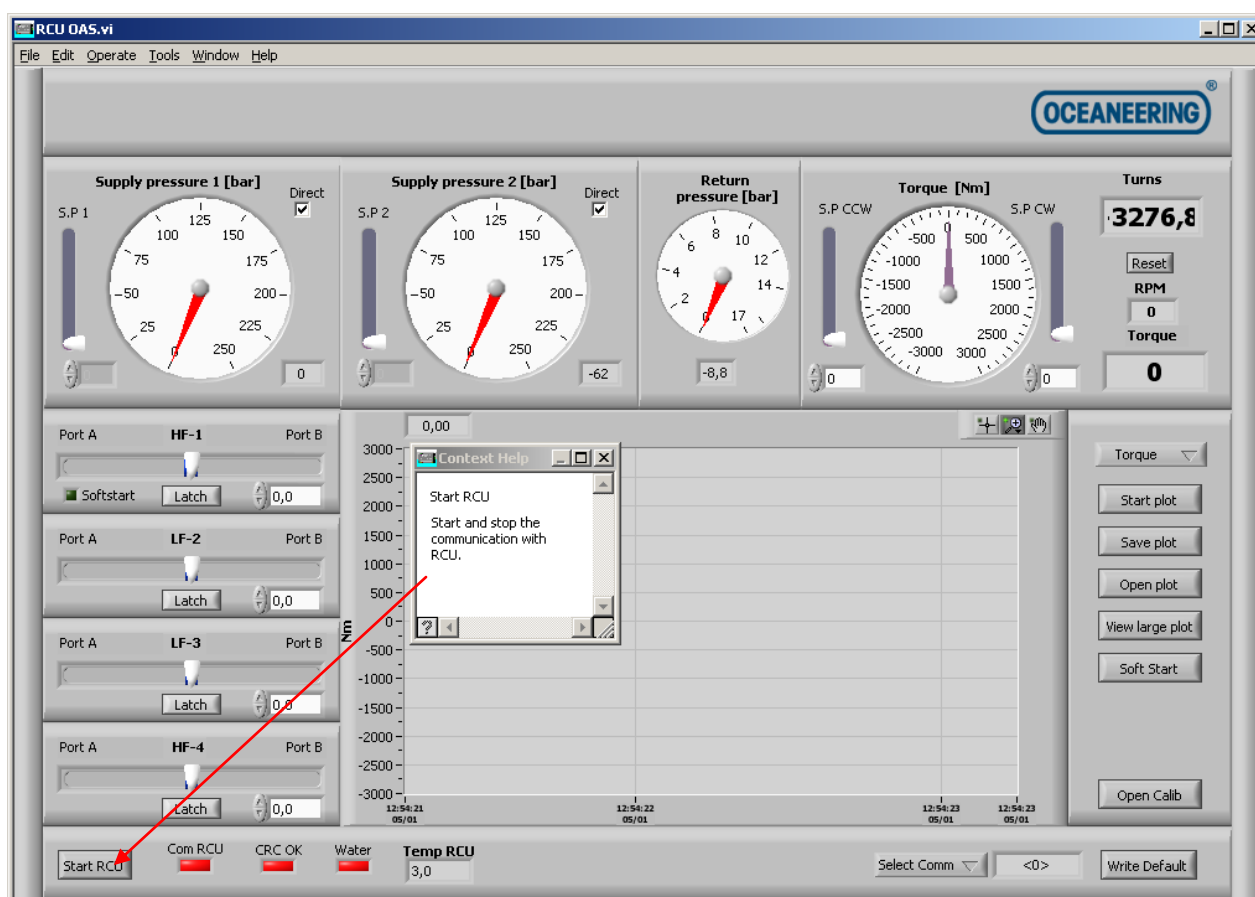 RCU OAS.vi
File Edit Operate Tools Window Help
OCEANEERING®
Supply pressure 1 [bar]
Direct
S.P 1
0 25 50 75 100 125 150 175 200 225 250
0
Supply pressure 2 [bar]
Direct
S.P 2
0 25 50 75 100 125 150 175 200 225 250
-62
Return
pressure [bar]
0 2 4 6 8 10 12 14 17
-8,8
Torque [Nm]
S.P CCW
S.P CW
-3000 -2500 -2000 -1500 -1000 -500 0 500 1000 1500 2000 2500 3000
0
0
Turns
-3276,8
Reset
RPM
0
Torque
0
Port A HF-1 Port B
Softstart Latch 0,0
Port A LF-2 Port B
Latch 0,0
Port A LF-3 Port B
Latch 0,0
Port A HF-4 Port B
Latch 0,0
0,00
Context Help
Start RCU
Start and stop the
communication with
RCU.
?
Nm
3000
2500
2000
1500
1000
500
0
-500
-1000
-1500
-2000
-2500
-3000
12:54:21 12:54:22 12:54:23 12:54:23
05/01 05/01 05/01 05/01
Torque
Start plot
Save plot
Open plot
View large plot
Soft Start
Open Calib
Start RCU
Com RCU
CRC OK
Water
Temp RCU
3,0
Select Comm
<0>
Write Default